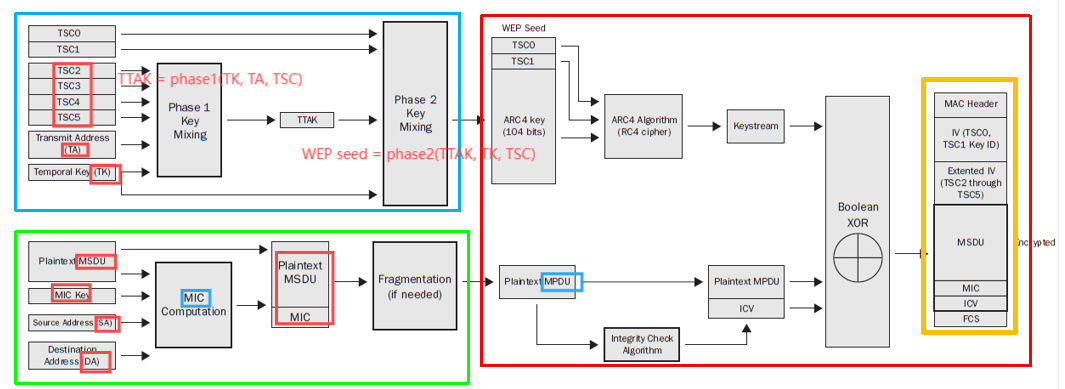 TSC0
TSC1
TSC2
TSC3
TSC4
TSC5
Transmit Address
(TA)
Temporal Key (TK)
TTAK = phase1(TK, TA, TSC)
Phase 1
Key
Mixing
TTAK
Phase 2
Key
Mixing
WEP seed = phase2(TTAK, TK, TSC)
WEP Seed
TSC0
TSC1
ARC4 key
(104 bits)
ARC4 Algorithm
(RC4 cipher)
Keystream
Boolean
XOR
MAC Header
IV (TSC0,
TSC1 Key ID)
Extented IV
(TSC2 through
TSC5)
MSDU
MIC
ICV
FCS
Encrypted
Plaintext MSDU
MIC Key
Source Address (SA)
Destination
Address (DA)
MIC
Computation
Plaintext
MSDU
MIC
Fragmentation
(if needed)
Plaintext MPDU
Plaintext MPDU
ICV
Integrity Check
Algorithm